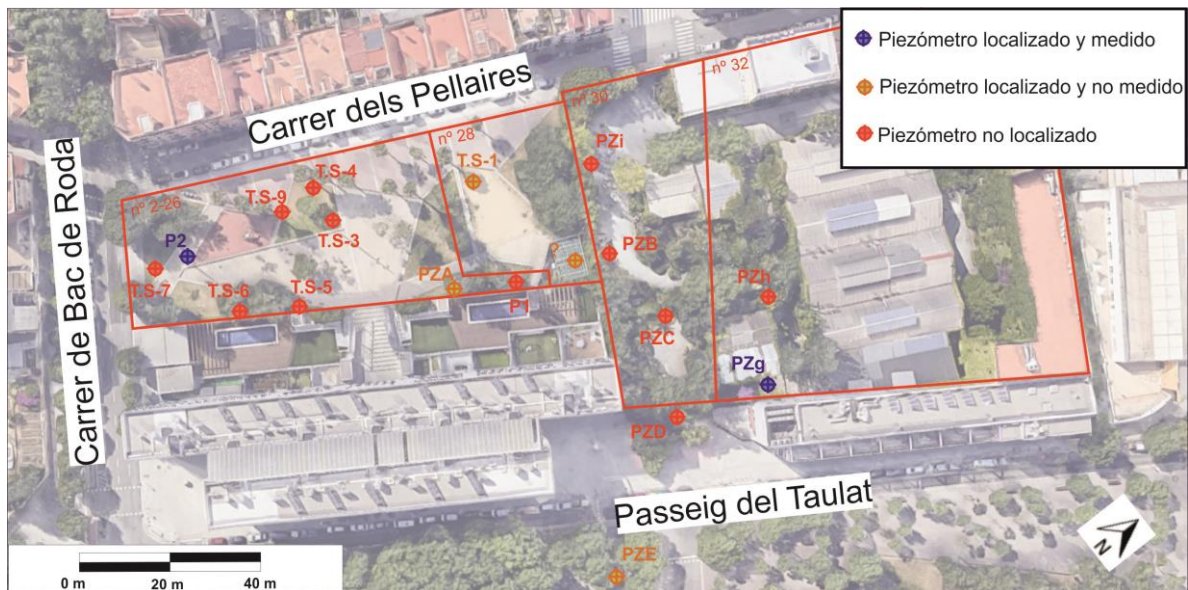 Piezómetro localizado y medido
Piezómetro localizado y no medido
Piezómetro no localizado
Carrer dels Pellaires
Carrer de Bac de Roda
Passeig del Taulat
nº 2-26
nº 28
nº 30
nº 32
T.S-1
T.S-4
T.S-9
T.S-3
P2
T.S-7
T.S-6
T.S-5
PZA
P1
?
PZi
PZB
PZC
PZh
PZg
PZD
PZE
0 m
20 m
40 m
N